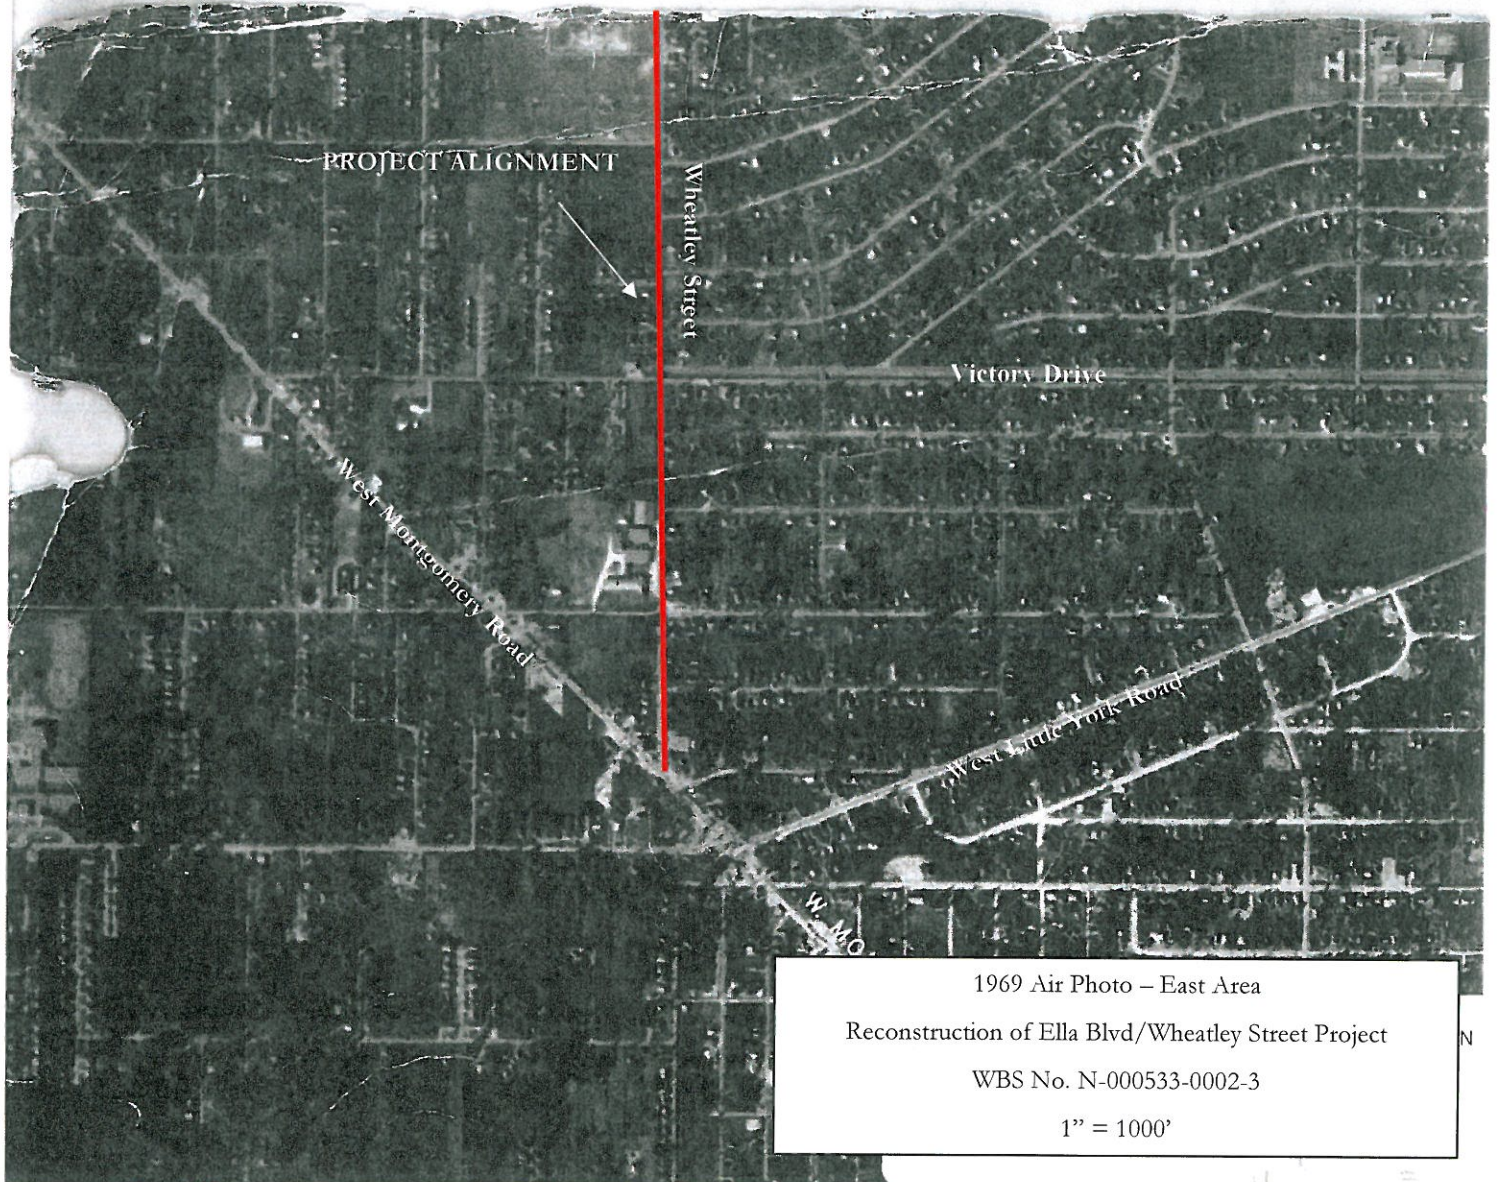 PROJECT ALIGNMENT
Wheatley Street
Victory Drive
West Montgomery Road
West Little York Road
W. MO
1969 Air Photo – East Area
Reconstruction of Ella Blvd/Wheatley Street Project
N
WBS No. N-000533-0002-3
1” = 1000’